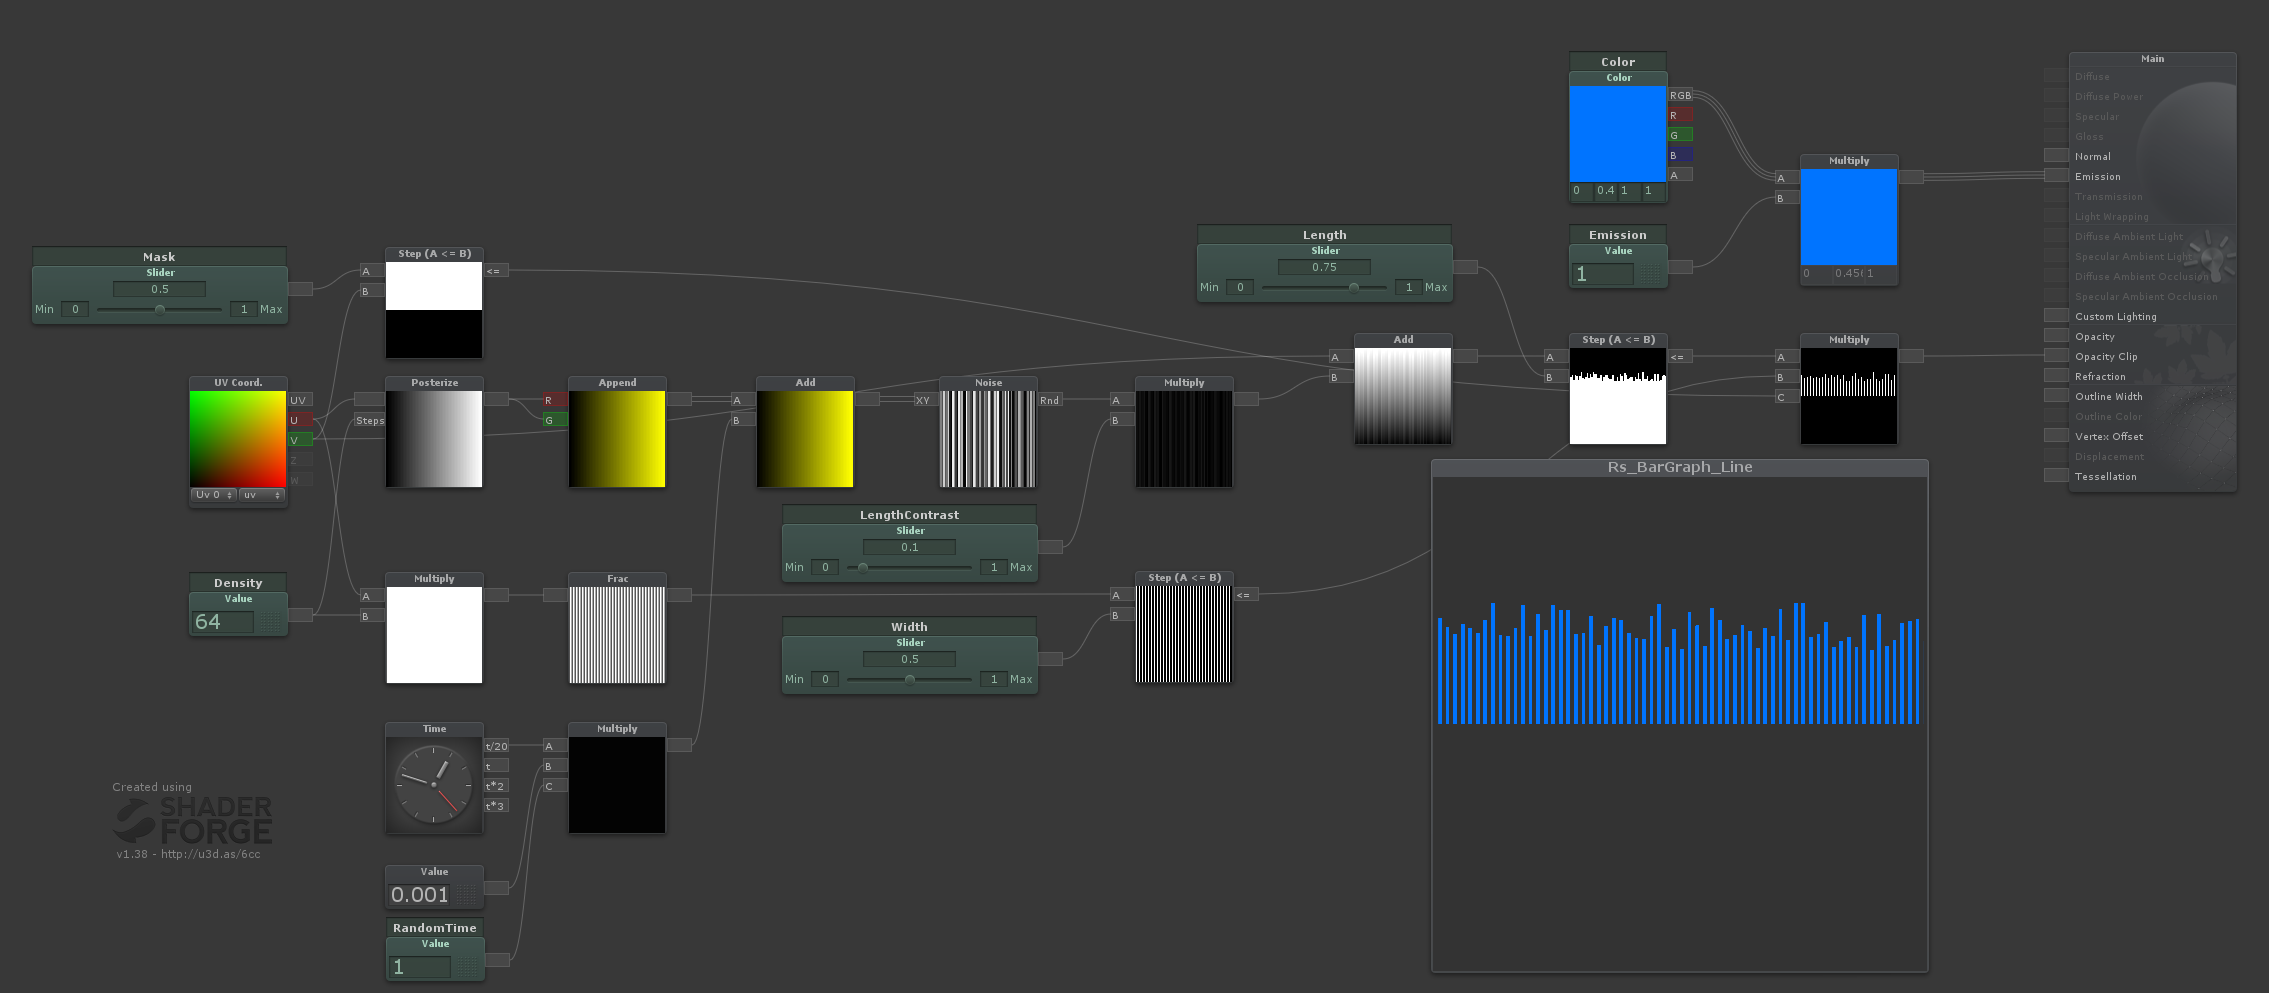 Mask
Slider
0.5
Min 0 1 Max
Step (A <= B)
A <=
B
UV Coord.
UV
U
V
Z
W
Uv 0 uv
Posterize
Steps
Append
R
G
Add
A
B
Noise
XY Rnd
Multiply
A
B
LengthContrast
Slider
0.1
Min 0 1 Max
Density
Value
64
Multiply
A
B
Frac
Width
Slider
0.5
Min 0 1 Max
Step (A <= B)
A <=
B
Time
t/20
t
t*2
t*3
Multiply
A
B
C
Value
0.001
RandomTime
Value
1
Created using
SHADER
FORGE
v1.38 - http://u3d.as/6cc
Length
Slider
0.75
Min 0 1 Max
Add
A
B
Color
Color
RGB
R
G
B
A
0 0.4 1 1
Emission
Value
1
Multiply
A
B
0 0.45 1
Step (A <= B)
A <=
B
Multiply
A
B
C
Rs_BarGraph_Line
Main
Diffuse
Diffuse Power
Specular
Gloss
Normal
Emission
Transmission
Light Wrapping
Diffuse Ambient Light
Specular Ambient Light
Diffuse Ambient Occlusion
Specular Ambient Occlusion
Custom Lighting
Opacity
Opacity Clip
Refraction
Outline Width
Outline Color
Vertex Offset
Displacement
Tessellation